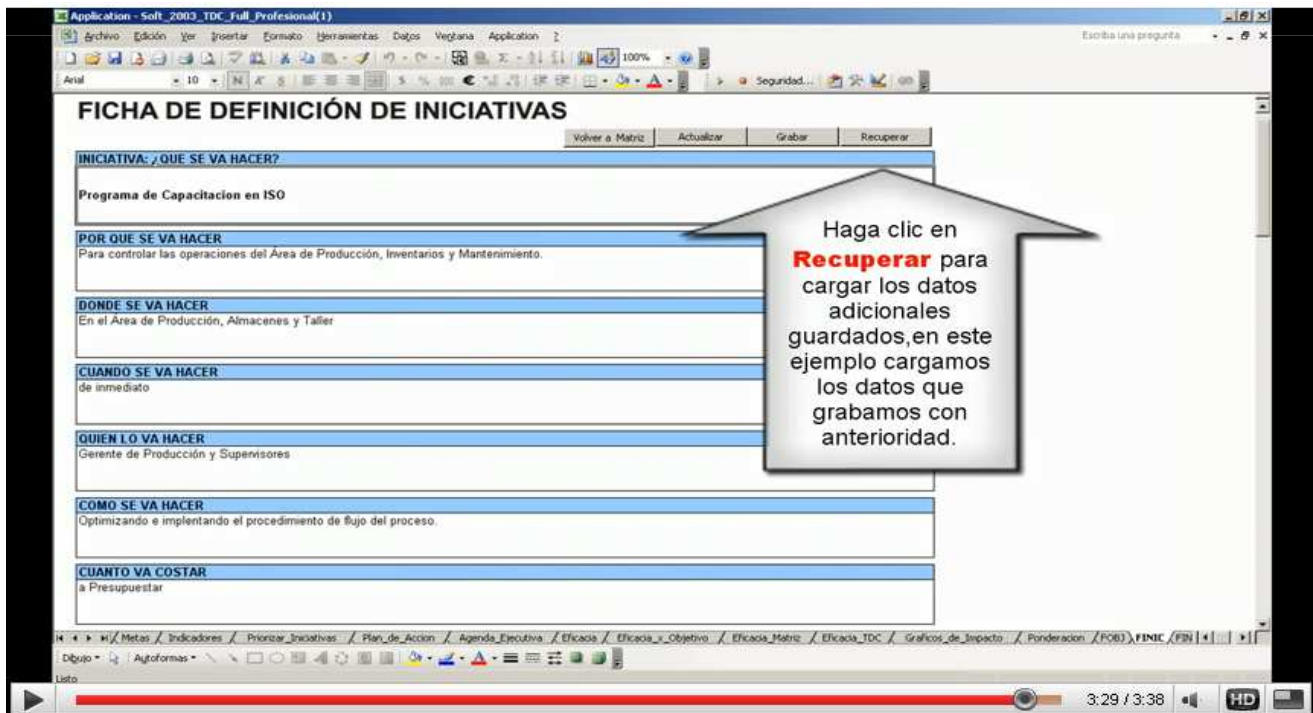 Application - Soft_2003_TDC_Full_Profesional(1)
Archivo Edición Ver Insertar Formato Herramientas Datos Ventana Application ? Escriba una pregunta
100%
Arial 10 N K S Seguridad...
FICHA DE DEFINICIÓN DE INICIATIVAS
Volver a Matriz Actualizar Grabar Recuperar
INICIATIVA: ¿QUE SE VA HACER?
Programa de Capacitacion en ISO
POR QUE SE VA HACER
Para controlar las operaciones del Área de Producción, Inventarios y Mantenimiento.
DONDE SE VA HACER
En el Área de Producción, Almacenes y Taller
CUANDO SE VA HACER
de inmediato
QUIEN LO VA HACER
Gerente de Producción y Supervisores
COMO SE VA HACER
Optimizando e implentando el procedimiento de flujo del proceso.
CUANTO VA COSTAR
a Presupuestar
Haga clic en
Recuperar para
cargar los datos
adicionales
guardados,en este
ejemplo cargamos
los datos que
grabamos con
anterioridad.
Metas / Indicadores / Priorizar_Iniciativas / Plan_de_Accion / Agenda_Ejecutiva / Eficacia / Eficacia_x_Objetivo / Eficacia_Matriz / Eficacia_TDC / Graficos_de_Impacto / Ponderacion / FOBJ \ FINIC / FIN
Dibujo Autoformas
Listo
3:29 / 3:38 HD